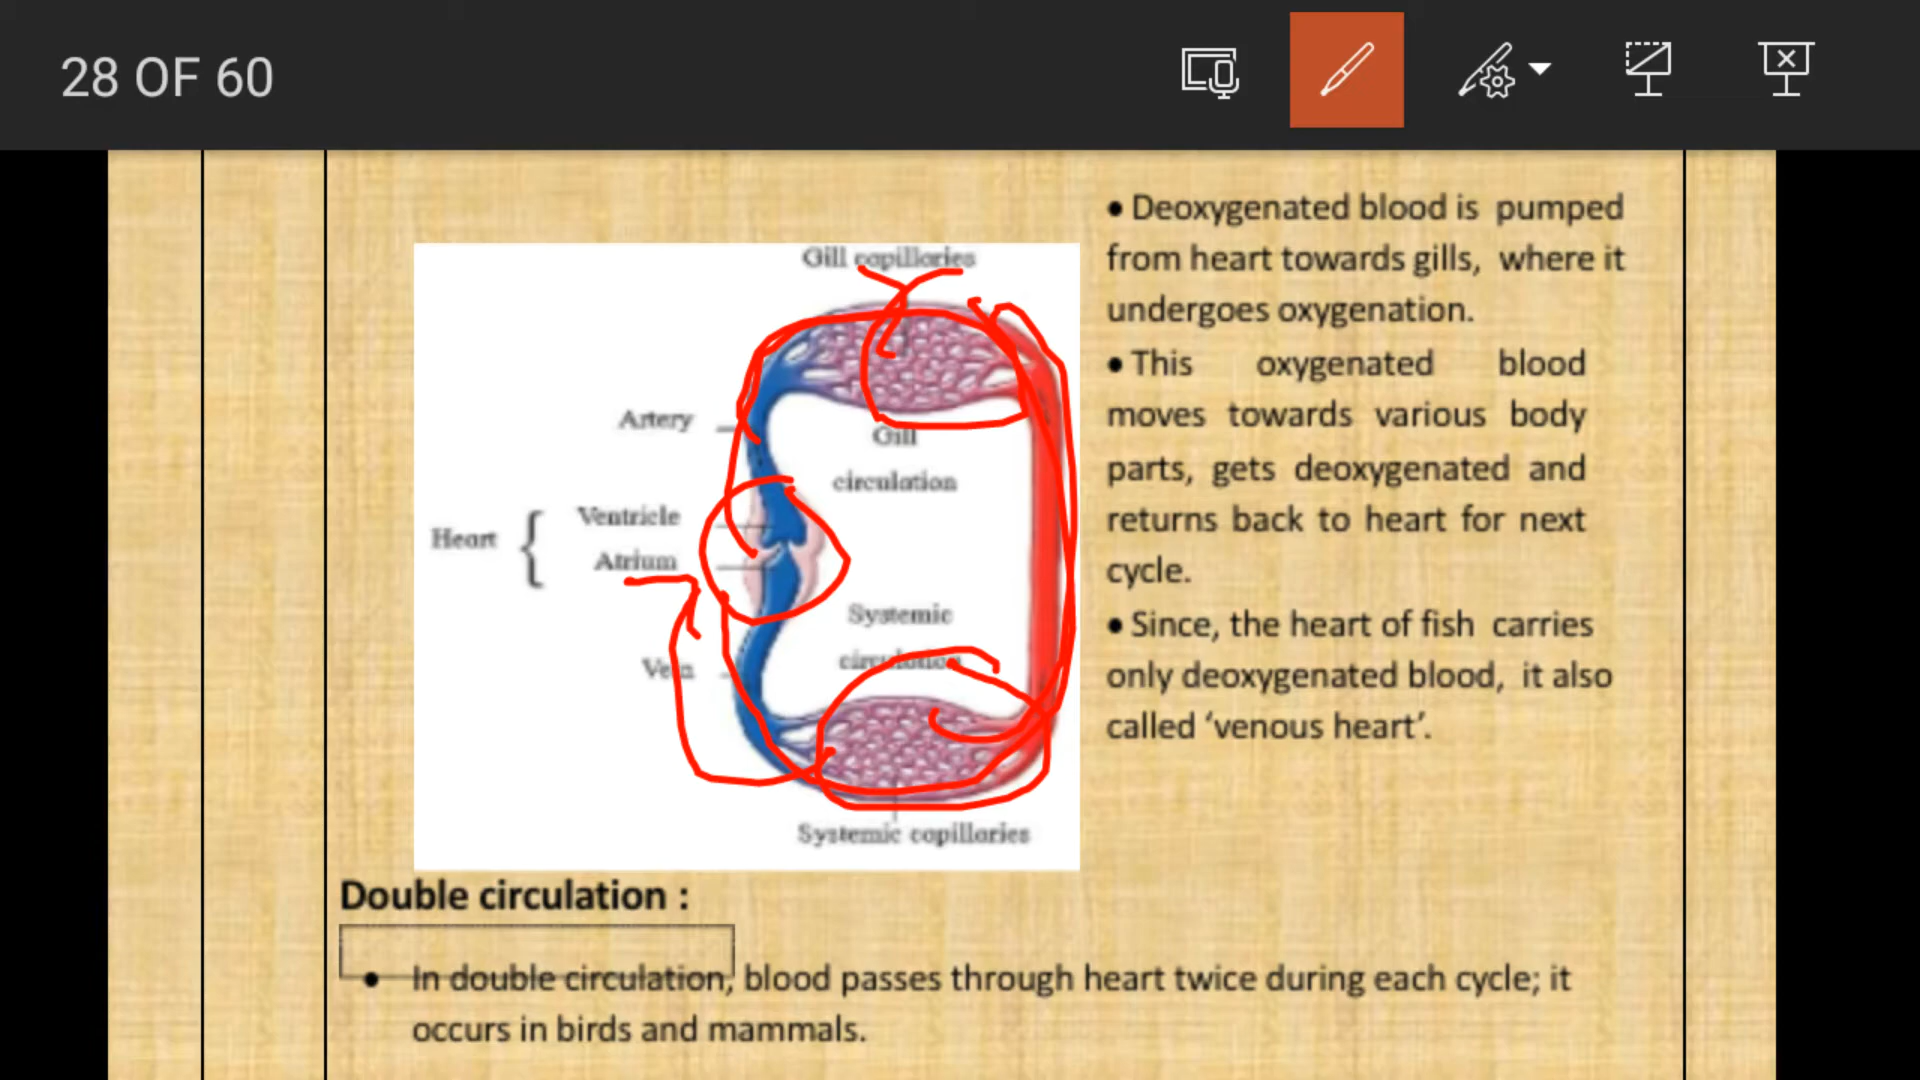 28 OF 60
Gill capillaries
Artery
Gill
circulation
Ventricle
Heart
Atrium
Systemic
circulation
Vein
Systemic capillaries
• Deoxygenated blood is pumped
from heart towards gills, where it
undergoes oxygenation.
• This oxygenated blood
moves towards various body
parts, gets deoxygenated and
returns back to heart for next
cycle.
• Since, the heart of fish carries
only deoxygenated blood, it also
called ‘venous heart’.
Double circulation :
• In double circulation, blood passes through heart twice during each cycle; it
occurs in birds and mammals.